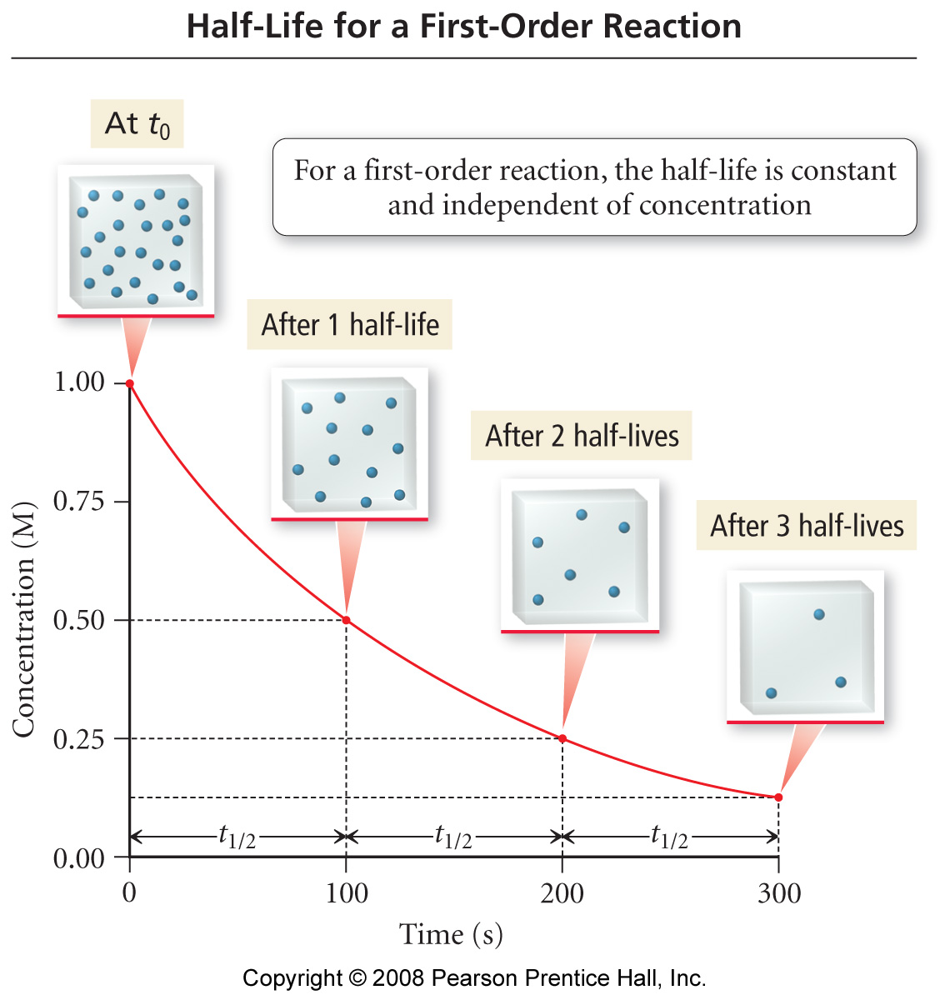 Half-Life for a First-Order Reaction
At t0
For a first-order reaction, the half-life is constant
and independent of concentration
After 1 half-life
After 2 half-lives
After 3 half-lives
Concentration (M)
1.00
0.75
0.50
0.25
0.00
t1/2 t1/2 t1/2
0 100 200 300
Time (s)
Copyright © 2008 Pearson Prentice Hall, Inc.